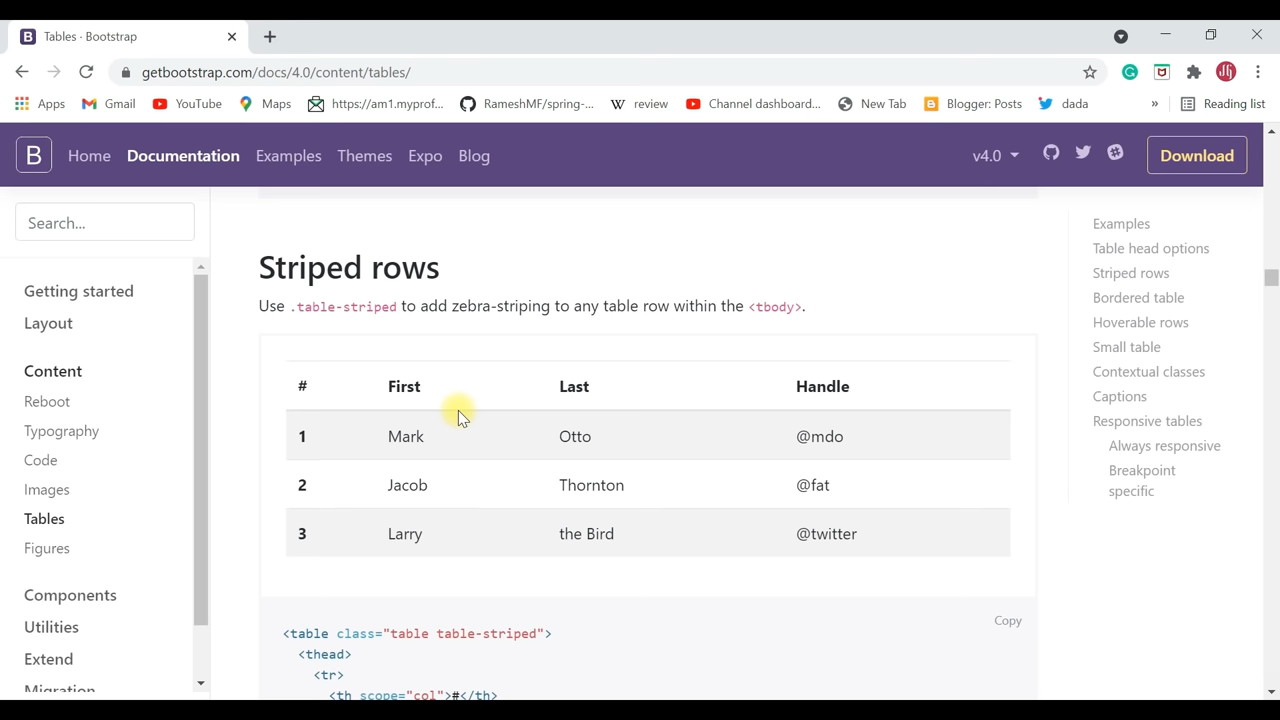 B Tables · Bootstrap
getbootstrap.com/docs/4.0/content/tables/
Apps Gmail YouTube Maps https://am1.myprof... RameshMF/spring-... W review Channel dashboard... New Tab Blogger: Posts dada » Reading list
B Home Documentation Examples Themes Expo Blog v4.0 Download
Search...
Getting started
Layout
Content
Reboot
Typography
Code
Images
Tables
Figures
Components
Utilities
Extend
Migration
Striped rows
Use .table-striped to add zebra-striping to any table row within the <tbody>.
# First Last Handle
1 Mark Otto @mdo
2 Jacob Thornton @fat
3 Larry the Bird @twitter
Copy
<table class="table table-striped">
<thead>
<tr>
<th scope="col">#</th>
Examples
Table head options
Striped rows
Bordered table
Hoverable rows
Small table
Contextual classes
Captions
Responsive tables
Always responsive
Breakpoint
specific